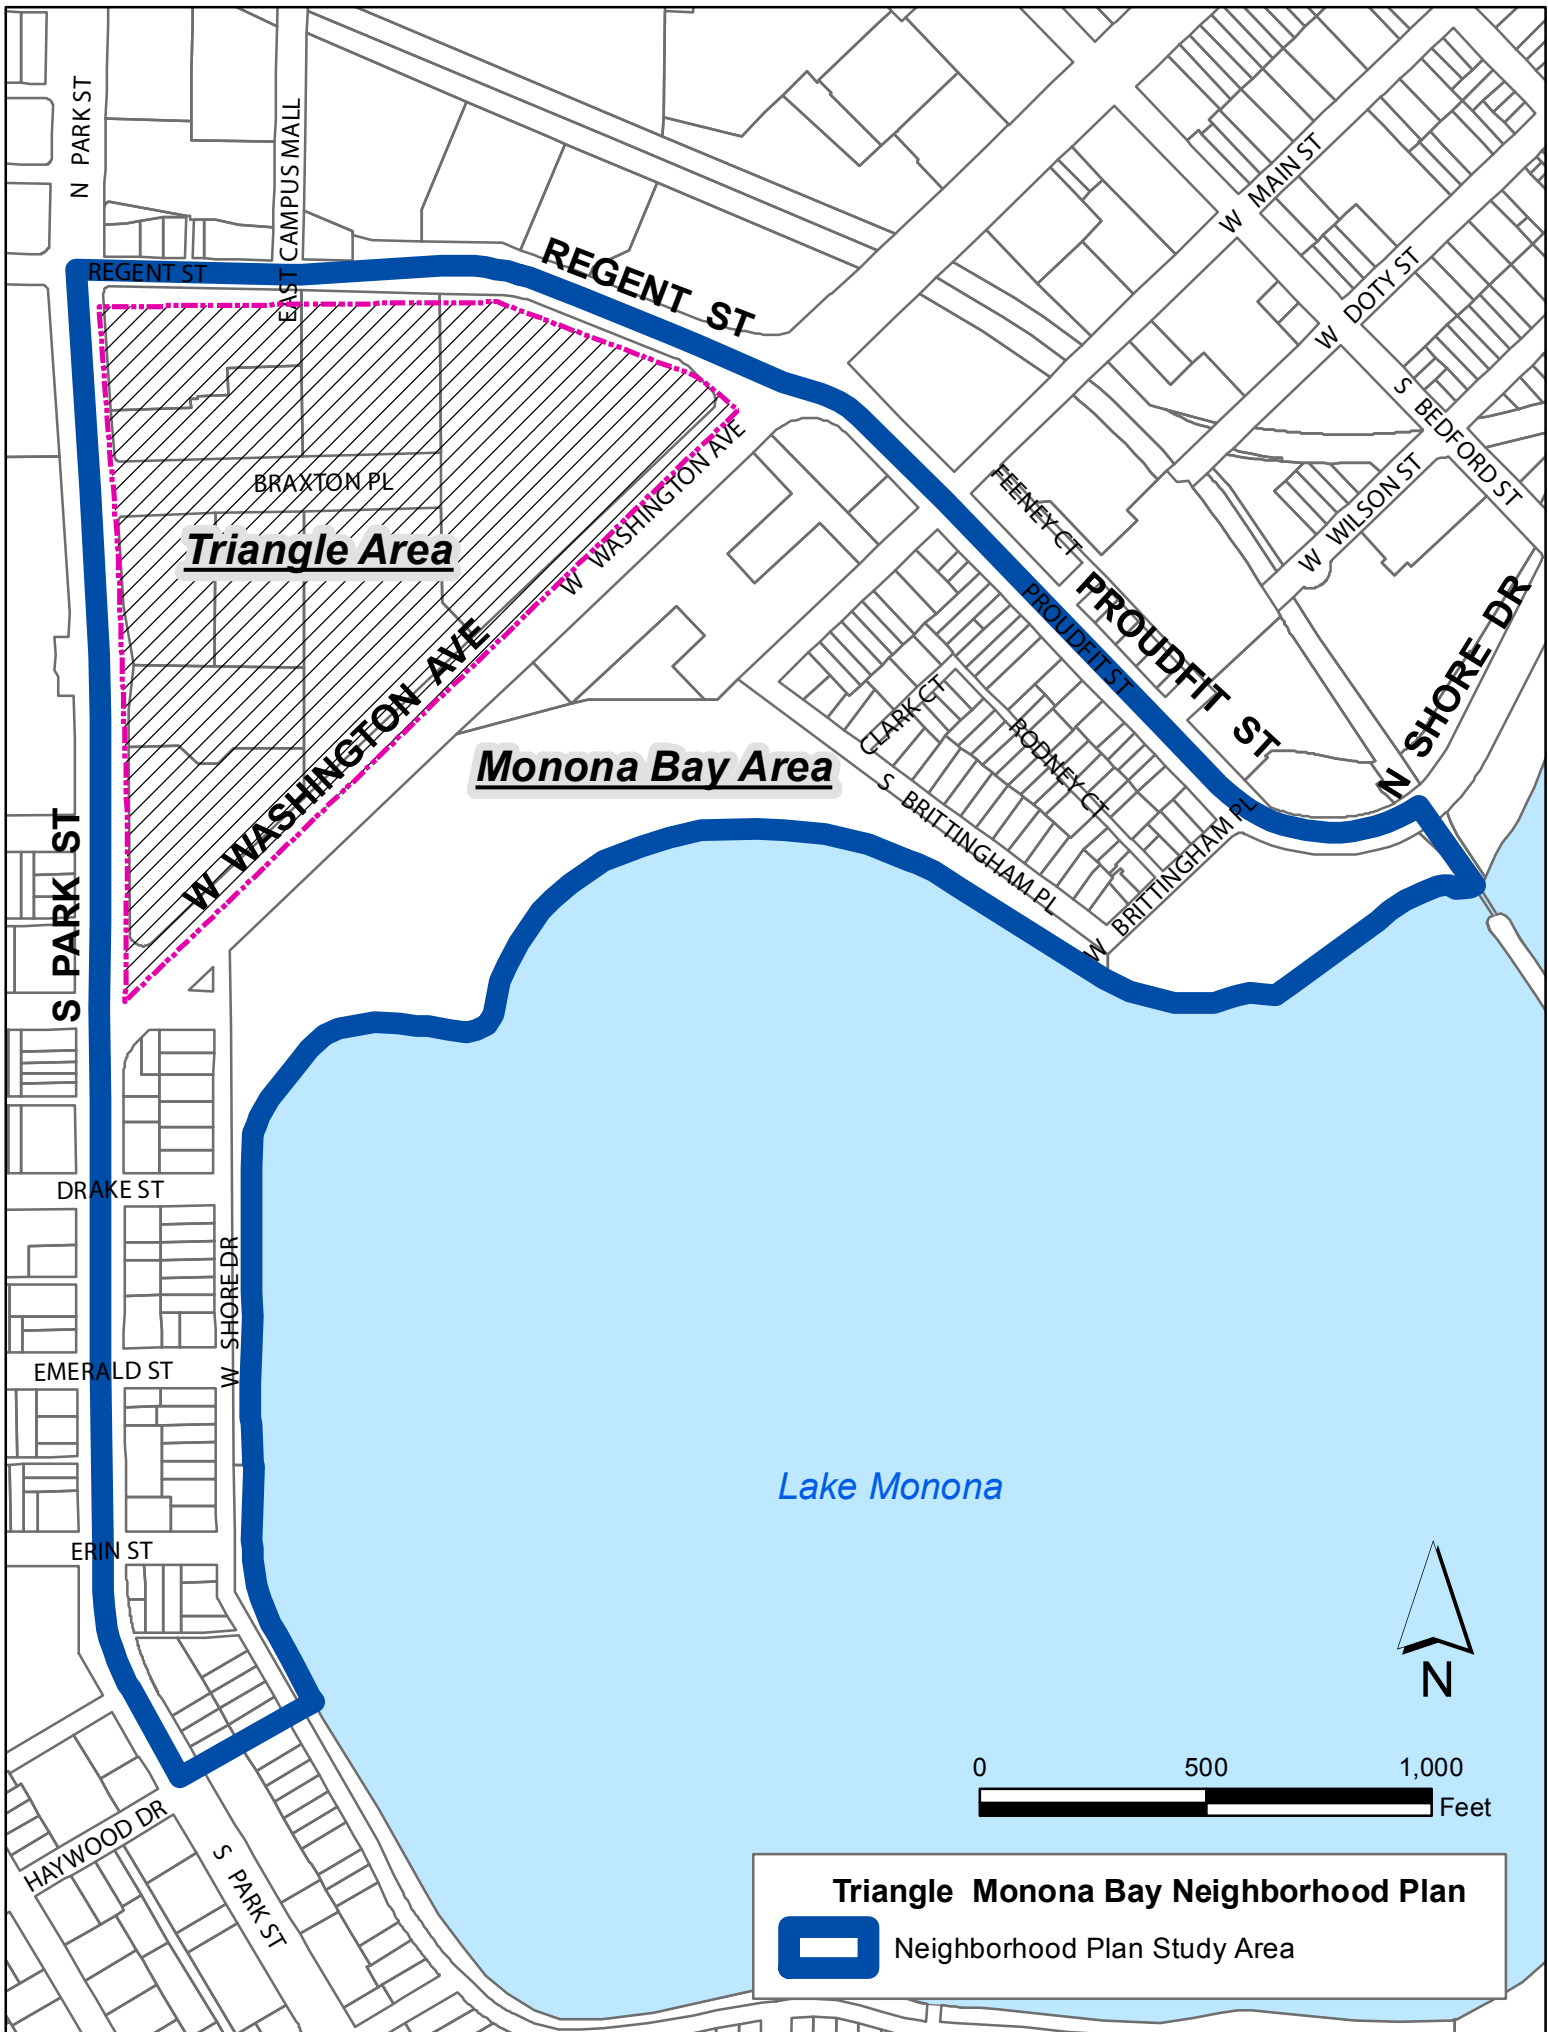 N PARK ST
EAST CAMPUS MALL
W MAIN ST
REGENT ST
REGENT ST
W DOTY ST
S BEDFORD ST
W WASHINGTON AVE
BRAXTON PL
FEENEY CT
W WILSON ST
Triangle Area
PROUDFIT ST
PROUDFIT ST
N SHORE DR
W WASHINGTON AVE
CLARK CT
RODNEY CT
Monona Bay Area
S BRITTINGHAM PL
W BRITTINGHAM PL
S PARK ST
DRAKE ST
W SHORE DR
EMERALD ST
Lake Monona
ERIN ST
N
0 500 1,000
Feet
HAYWOOD DR
S PARK ST
Triangle Monona Bay Neighborhood Plan
Neighborhood Plan Study Area